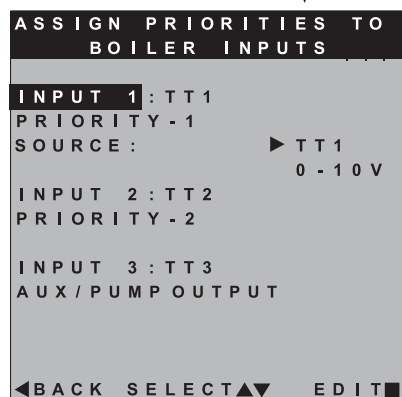 ASSIGN PRIORITIES TO
BOILER INPUTS
INPUT 1:TT1
PRIORITY-1
SOURCE: ▶TT1
0-10V
INPUT 2:TT2
PRIORITY-2
INPUT 3:TT3
AUX/PUMP OUTPUT
◀BACK SELECT▲▼ EDIT■